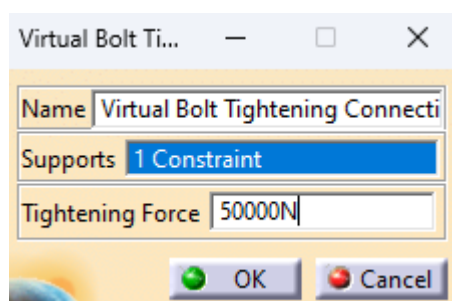 Virtual Bolt Ti...
Name Virtual Bolt Tightening Connecti
Supports 1 Constraint
Tightening Force 50000N
OK Cancel